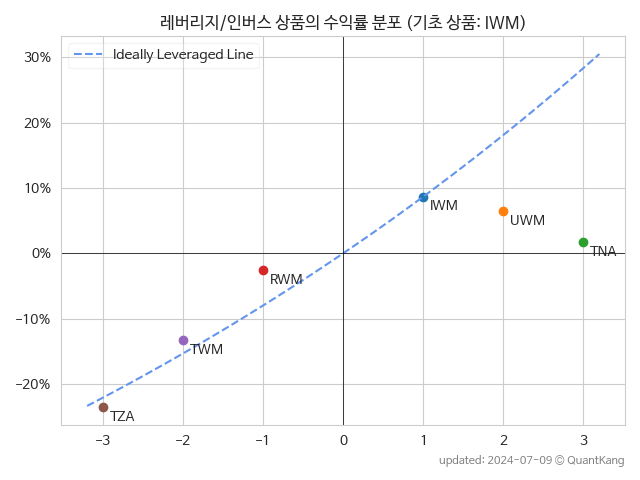 레버리지/인버스 상품의 수익률 분포 (기초 상품: IWM)
Ideally Leveraged Line
30%
20%
10%
0%
−10%
−20%
IWM
UWM
TNA
RWM
TWM
TZA
−3 −2 −1 0 1 2 3
updated: 2024-07-09 © QuantKang